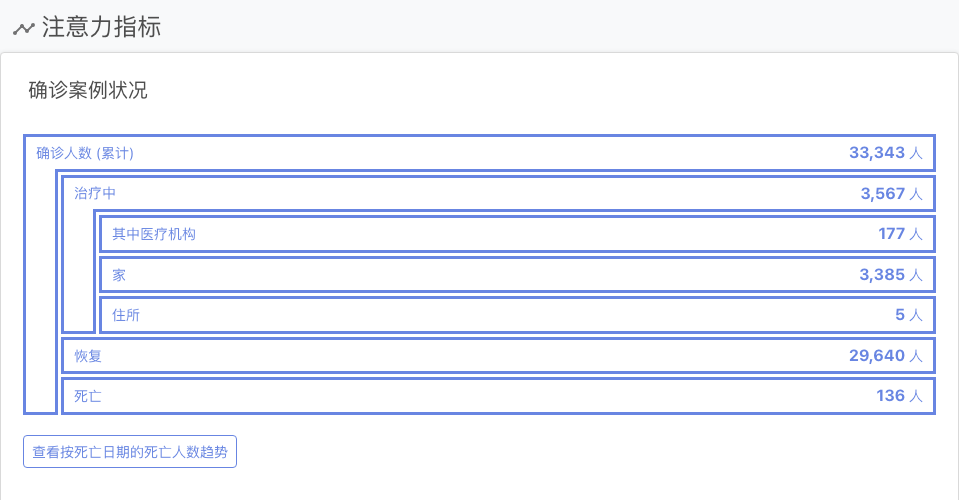 注意力指标
确诊案例状况
确诊人数 (累计) 33,343 人
治疗中 3,567 人
其中医疗机构 177 人
家 3,385 人
住所 5 人
恢复 29,640 人
死亡 136 人
查看按死亡日期的死亡人数趋势